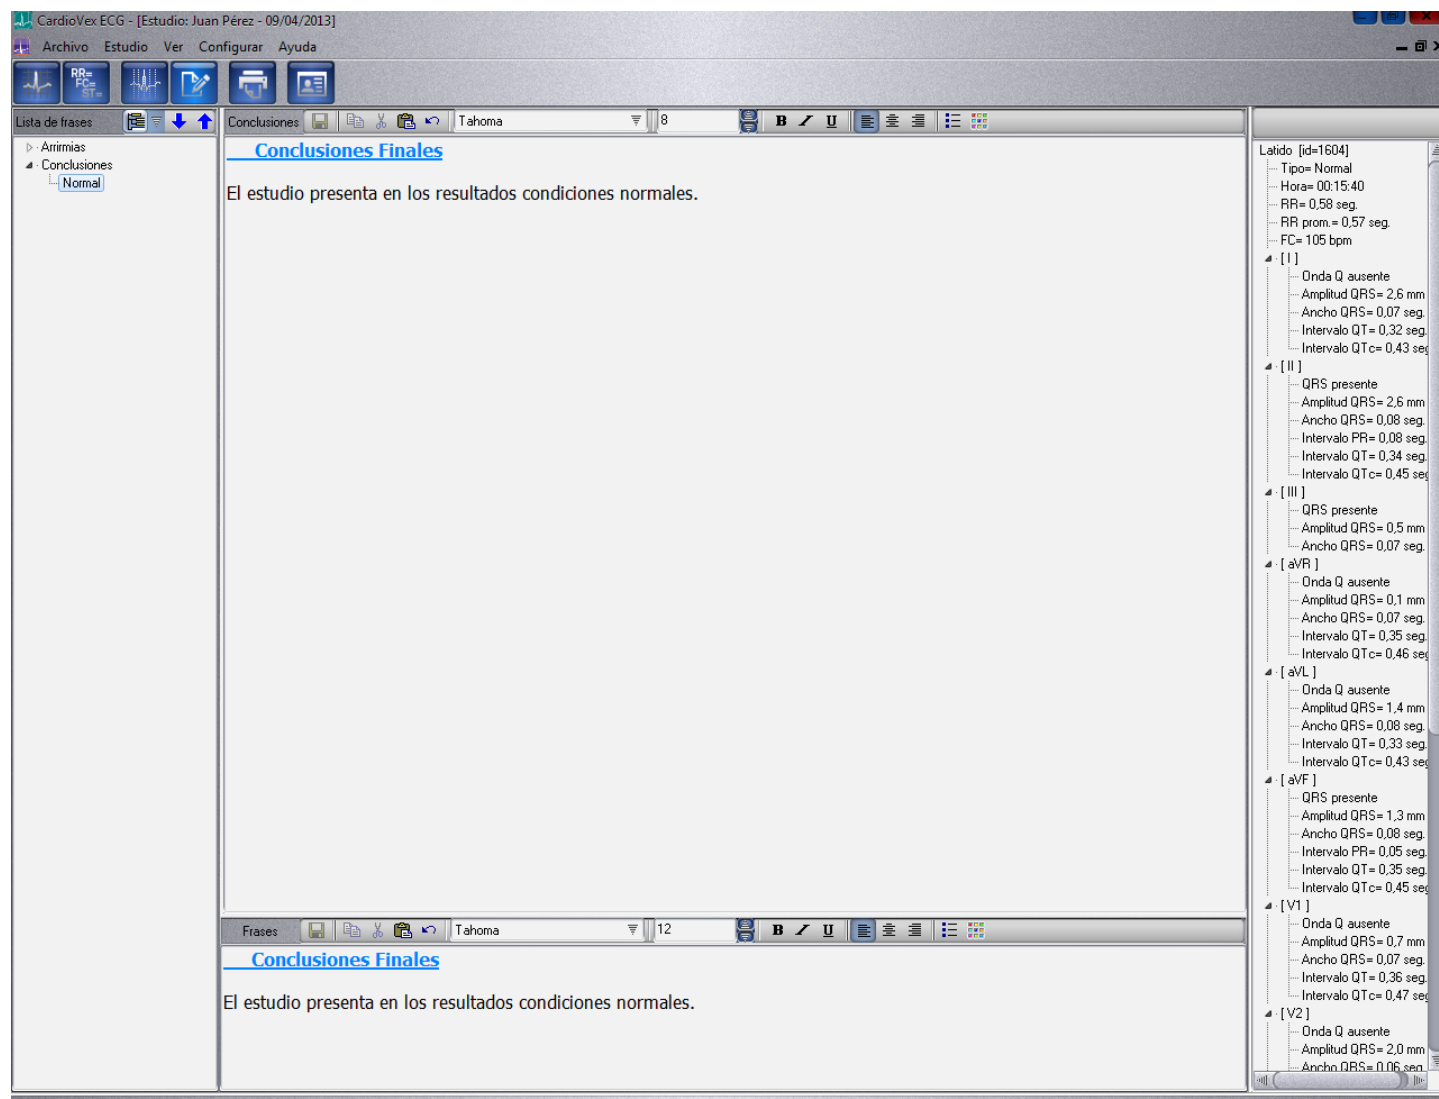 CardioVex ECG - [Estudio: Juan Pérez - 09/04/2013]
Archivo Estudio Ver Configurar Ayuda
RR=
FC=
ST=
Lista de frases
Arrimias
Conclusiones
Normal
Conclusiones Tahoma 8 B I U
Conclusiones Finales
El estudio presenta en los resultados condiciones normales.
Frases Tahoma 12 B I U
Conclusiones Finales
El estudio presenta en los resultados condiciones normales.
Latido [id=1604]
Tipo= Normal
Hora= 00:15:40
RR= 0,58 seg.
RR prom.= 0,57 seg.
FC= 105 bpm
[ I ]
Onda Q ausente
Amplitud QRS= 2,6 mm
Ancho QRS= 0,07 seg.
Intervalo QT= 0,32 seg.
Intervalo QTc= 0,43 seg
[ II ]
QRS presente
Amplitud QRS= 2,6 mm
Ancho QRS= 0,08 seg.
Intervalo PR= 0,08 seg.
Intervalo QT= 0,34 seg.
Intervalo QTc= 0,45 seg
[ III ]
QRS presente
Amplitud QRS= 0,5 mm
Ancho QRS= 0,07 seg.
[ aVR ]
Onda Q ausente
Amplitud QRS= 0,1 mm
Ancho QRS= 0,07 seg.
Intervalo QT= 0,35 seg.
Intervalo QTc= 0,46 seg
[ aVL ]
Onda Q ausente
Amplitud QRS= 1,4 mm
Ancho QRS= 0,08 seg.
Intervalo QT= 0,33 seg.
Intervalo QTc= 0,43 seg
[ aVF ]
QRS presente
Amplitud QRS= 1,3 mm
Ancho QRS= 0,08 seg.
Intervalo PR= 0,05 seg.
Intervalo QT= 0,35 seg.
Intervalo QTc= 0,45 seg
[ V1 ]
Onda Q ausente
Amplitud QRS= 0,7 mm
Ancho QRS= 0,07 seg.
Intervalo QT= 0,36 seg.
Intervalo QTc= 0,47 seg
[ V2 ]
Onda Q ausente
Amplitud QRS= 2,0 mm
Ancho QRS= 0,06 seg.